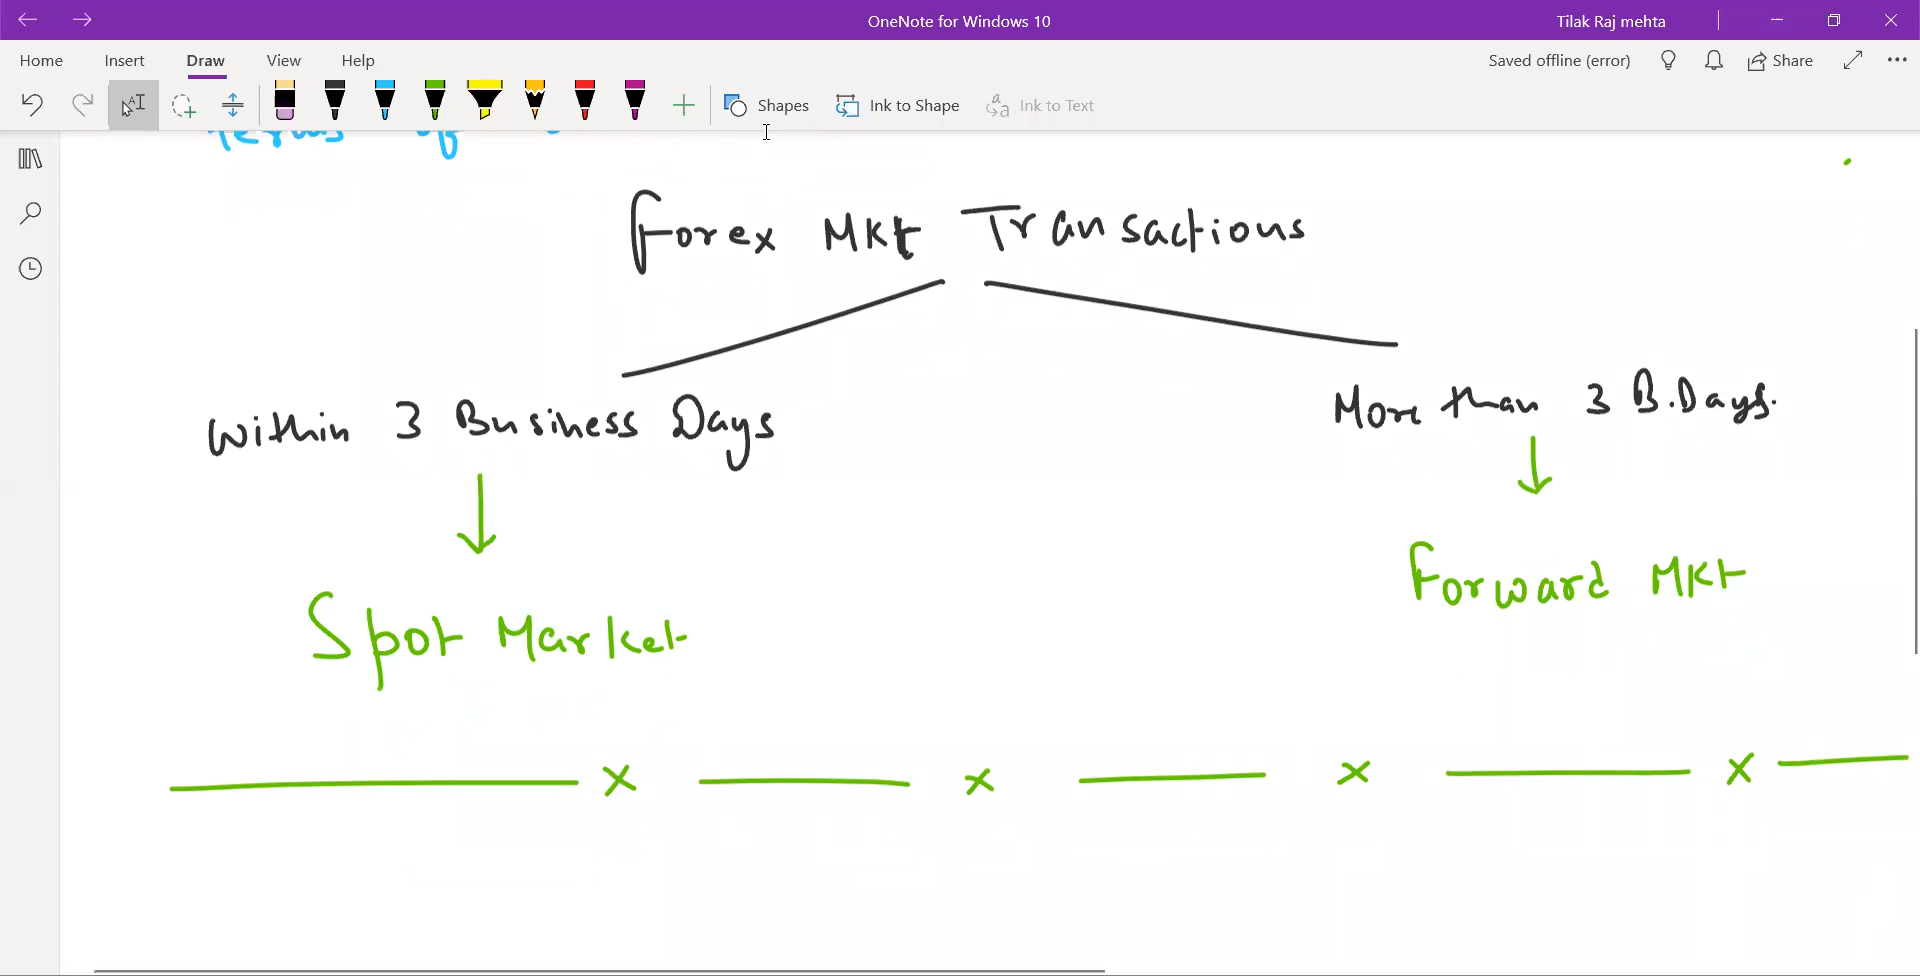 OneNote for Windows 10
Tilak Raj mehta
Home Insert Draw View Help
Saved offline (error) Share
Shapes Ink to Shape Ink to Text
Terms of
Forex Mkt Transactions
Within 3 Business Days
More than 3 B.Days.
Spot Market
Forward Mkt
x x x x